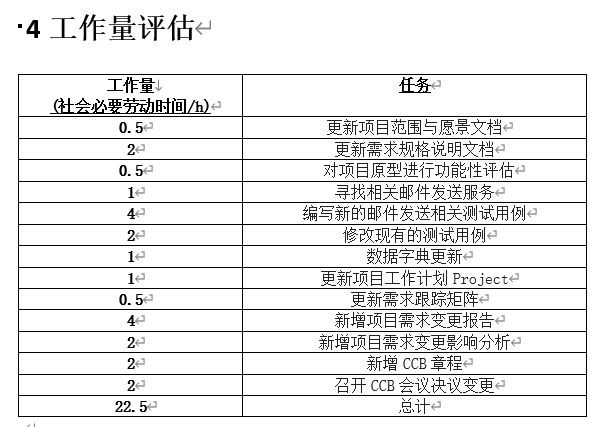 4 工作量评估
工作量 任务
(社会必要劳动时间/h)
0.5 更新项目范围与愿景文档
2 更新需求规格说明文档
0.5 对项目原型进行功能性评估
1 寻找相关邮件发送服务
4 编写新的邮件发送相关测试用例
2 修改现有的测试用例
1 数据字典更新
1 更新项目工作计划 Project
0.5 更新需求跟踪矩阵
4 新增项目需求变更报告
2 新增项目需求变更影响分析
2 新增 CCB 章程
2 召开 CCB 会议决议变更
22.5 总计